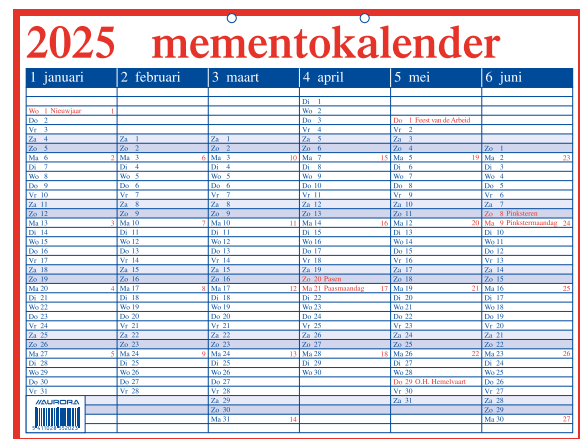 2025 mementokalender
1 januari
Wo 1 Nieuwjaar 1
Do 2
Vr 3
Za 4
Zo 5
Ma 6 2
Di 7
Wo 8
Do 9
Vr 10
Za 11
Zo 12
Ma 13 3
Di 14
Wo 15
Do 16
Vr 17
Za 18
Zo 19
Ma 20 4
Di 21
Wo 22
Do 23
Vr 24
Za 25
Zo 26
Ma 27 5
Di 28
Wo 29
Do 30
Vr 31
AURORA
2 februari
Za 1
Zo 2
Ma 3 6
Di 4
Wo 5
Do 6
Vr 7
Za 8
Zo 9
Ma 10 7
Di 11
Wo 12
Do 13
Vr 14
Za 15
Zo 16
Ma 17 8
Di 18
Wo 19
Do 20
Vr 21
Za 22
Zo 23
Ma 24 9
Di 25
Wo 26
Do 27
Vr 28
3 maart
Za 1
Zo 2
Ma 3 10
Di 4
Wo 5
Do 6
Vr 7
Za 8
Zo 9
Ma 10 11
Di 11
Wo 12
Do 13
Vr 14
Za 15
Zo 16
Ma 17 12
Di 18
Wo 19
Do 20
Vr 21
Za 22
Zo 23
Ma 24 13
Di 25
Wo 26
Do 27
Vr 28
Za 29
Zo 30
Ma 31 14
4 april
Di 1
Wo 2
Do 3
Vr 4
Za 5
Zo 6
Ma 7 15
Di 8
Wo 9
Do 10
Vr 11
Za 12
Zo 13
Ma 14 16
Di 15
Wo 16
Do 17
Vr 18
Za 19
Zo 20 Pasen
Ma 21 Paasmaandag 17
Di 22
Wo 23
Do 24
Vr 25
Za 26
Zo 27
Ma 28 18
Di 29
Wo 30
5 mei
Do 1 Feest van de Arbeid
Vr 2
Za 3
Zo 4
Ma 5 19
Di 6
Wo 7
Do 8
Vr 9
Za 10
Zo 11
Ma 12 20
Di 13
Wo 14
Do 15
Vr 16
Za 17
Zo 18
Ma 19 21
Di 20
Wo 21
Do 22
Vr 23
Za 24
Zo 25
Ma 26 22
Di 27
Wo 28
Do 29 O.H. Hemelvaart
Vr 30
Za 31
6 juni
Zo 1
Ma 2 23
Di 3
Wo 4
Do 5
Vr 6
Za 7
Zo 8 Pinksteren
Ma 9 Pinkstermaandag 24
Di 10
Wo 11
Do 12
Vr 13
Za 14
Zo 15
Ma 16 25
Di 17
Wo 18
Do 19
Vr 20
Za 21
Zo 22
Ma 23 26
Di 24
Wo 25
Do 26
Vr 27
Za 28
Zo 29
Ma 30 27